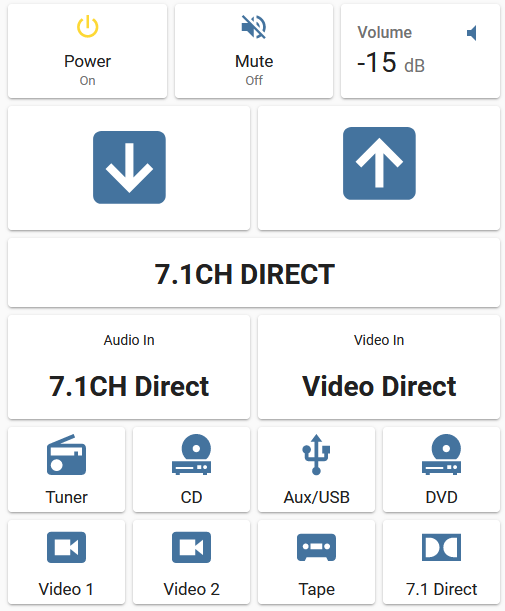 Power
On
Mute
Off
Volume
-15 dB
7.1CH DIRECT
Audio In
7.1CH Direct
Video In
Video Direct
Tuner
CD
Aux/USB
DVD
Video 1
Video 2
Tape
7.1 Direct